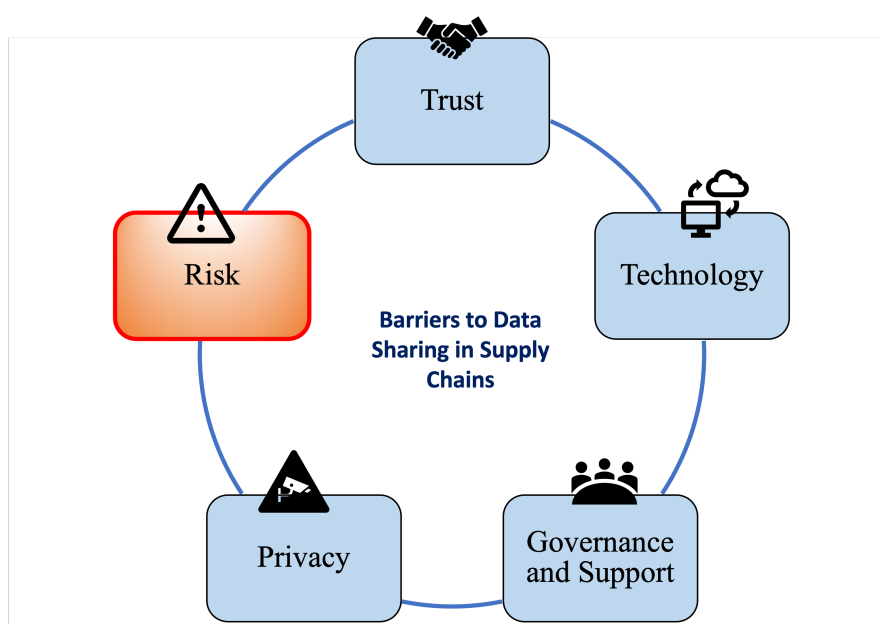 Trust
Technology
Risk
Barriers to Data
Sharing in Supply
Chains
Privacy
Governance
and Support